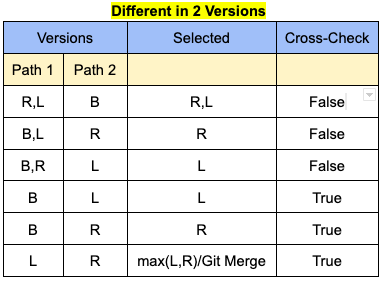 Different in 2 Versions
Versions Selected Cross-Check
Path 1 Path 2
R,L B R,L False
B,L R R False
B,R L L False
B L L True
B R R True
L R max(L,R)/Git Merge True